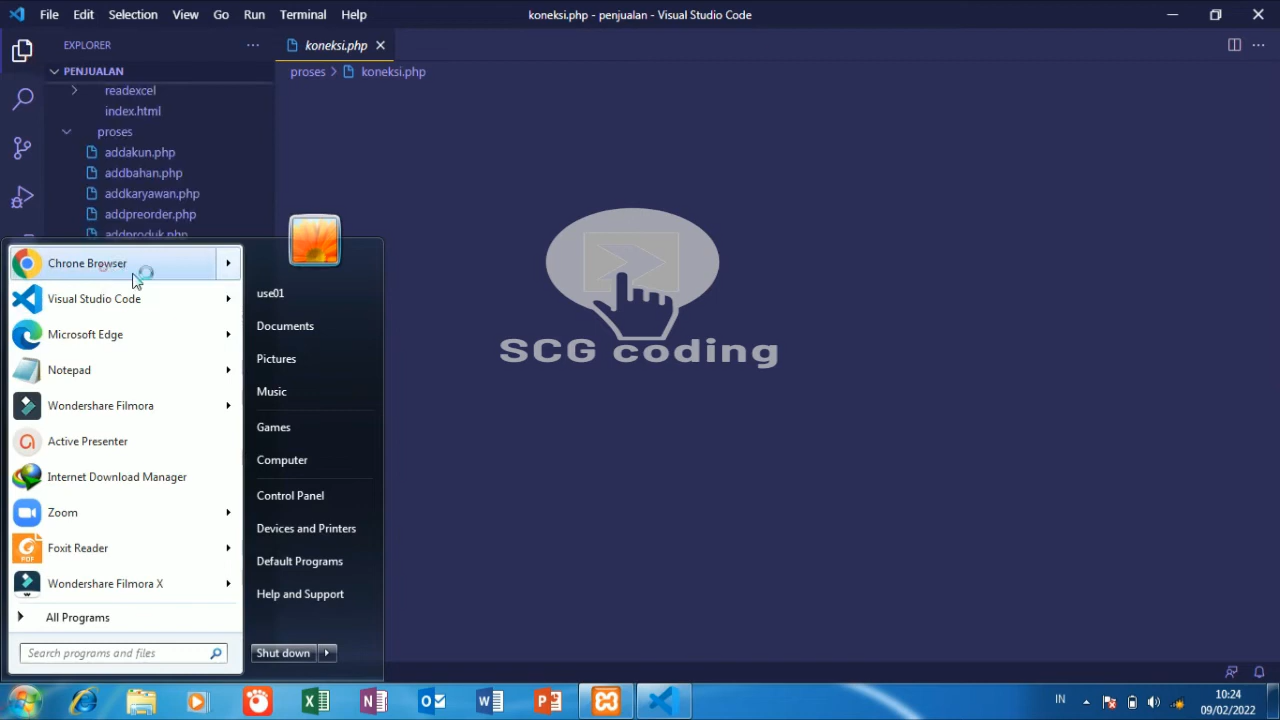 File Edit Selection View Go Run Terminal Help koneksi.php - penjualan - Visual Studio Code
EXPLORER
koneksi.php
PENJUALAN
proses koneksi.php
readexcel
index.html
proses
addakun.php
addbahan.php
addkaryawan.php
addpreorder.php
addproduk.php
Chrone Browser
Visual Studio Code
Microsoft Edge
Notepad
Wondershare Filmora
Active Presenter
Internet Download Manager
Zoom
Foxit Reader
Wondershare Filmora X
All Programs
Search programs and files
use01
Documents
Pictures
Music
Games
Computer
Control Panel
Devices and Printers
Default Programs
Help and Support
Shut down
SCG coding
IN
10:24
09/02/2022